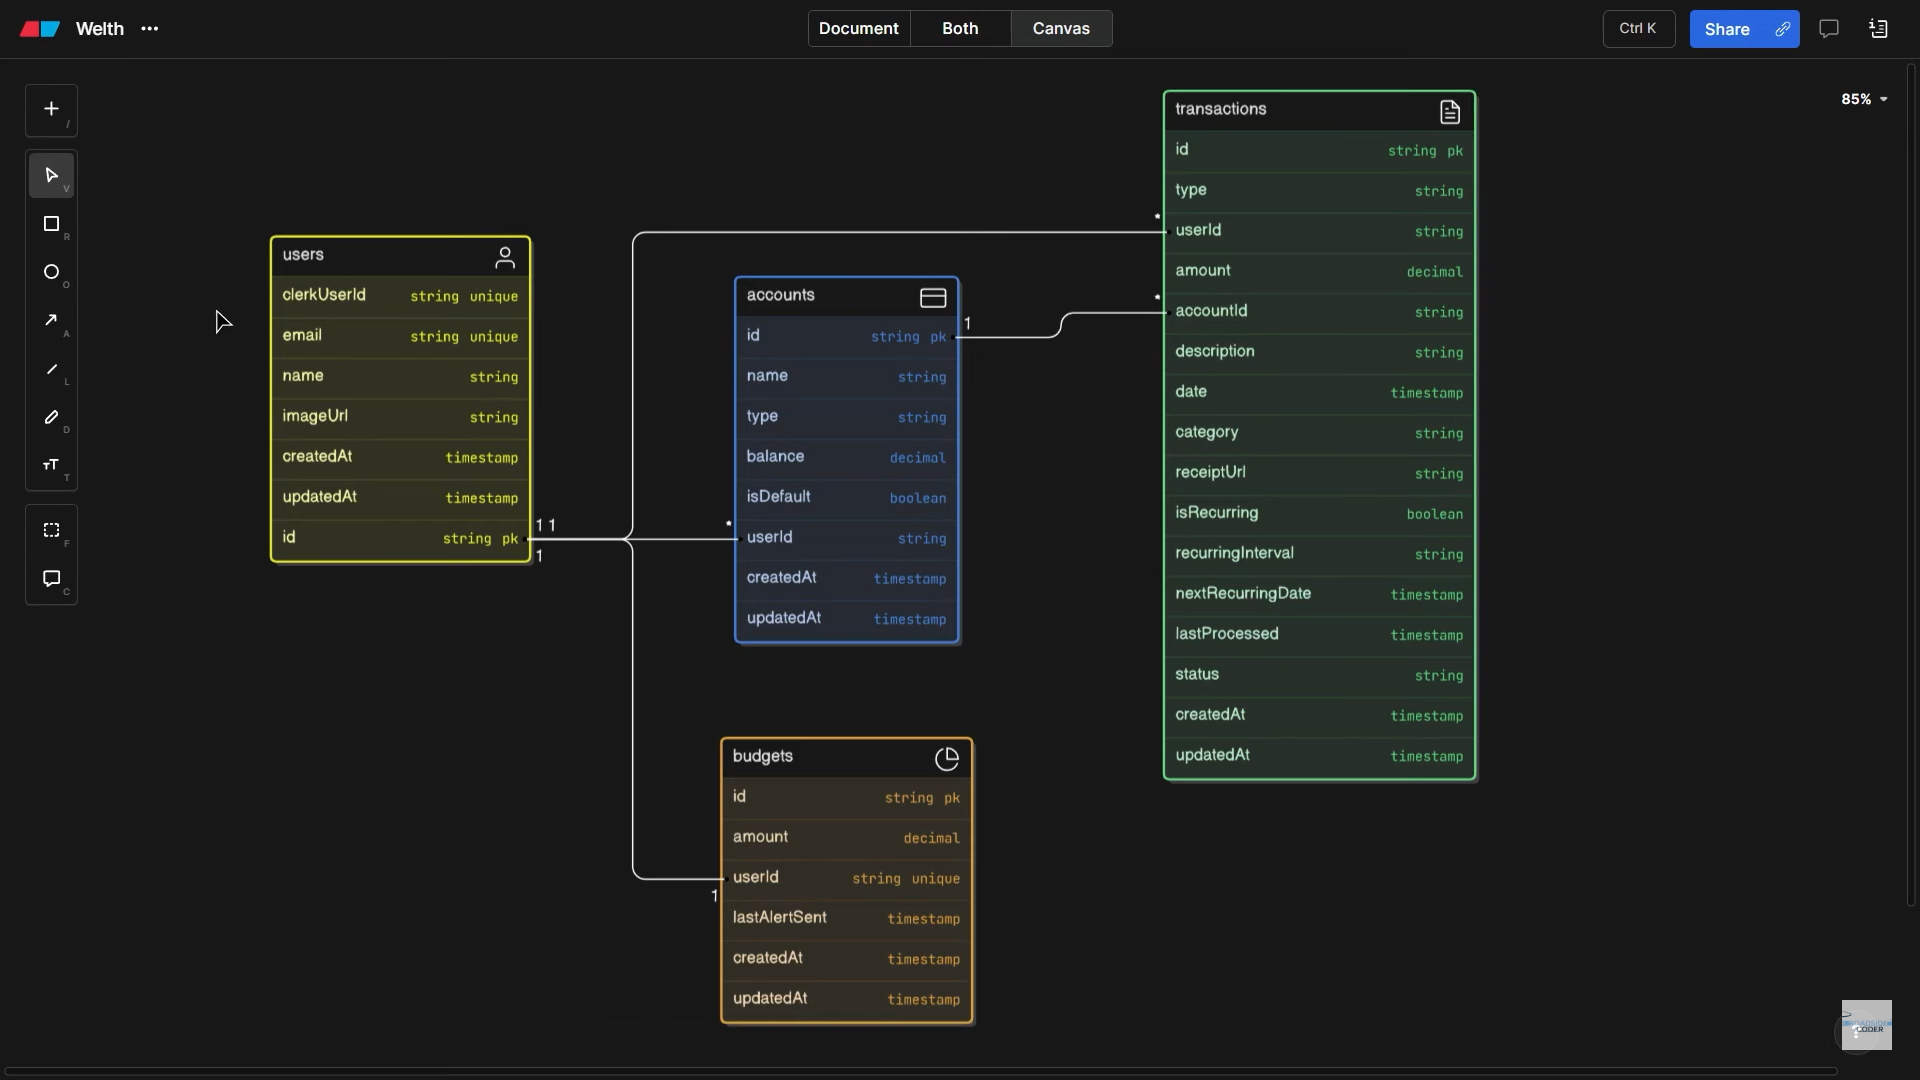 Welth
Document
Both
Canvas
Ctrl K
Share
85%
/
V
R
O
A
L
D
T
F
C
users
clerkUserId string unique
email string unique
name string
imageUrl string
createdAt timestamp
updatedAt timestamp
id string pk
1 1
1
accounts
id string pk
1
name string
type string
balance decimal
isDefault boolean
*
userId string
createdAt timestamp
updatedAt timestamp
budgets
id string pk
amount decimal
userId string unique
1
lastAlertSent timestamp
createdAt timestamp
updatedAt timestamp
transactions
id string pk
type string
*
userId string
amount decimal
*
accountId string
description string
date timestamp
category string
receiptUrl string
isRecurring boolean
recurringInterval string
nextRecurringDate timestamp
lastProcessed timestamp
status string
createdAt timestamp
updatedAt timestamp
ROADSIDE
CODER
?